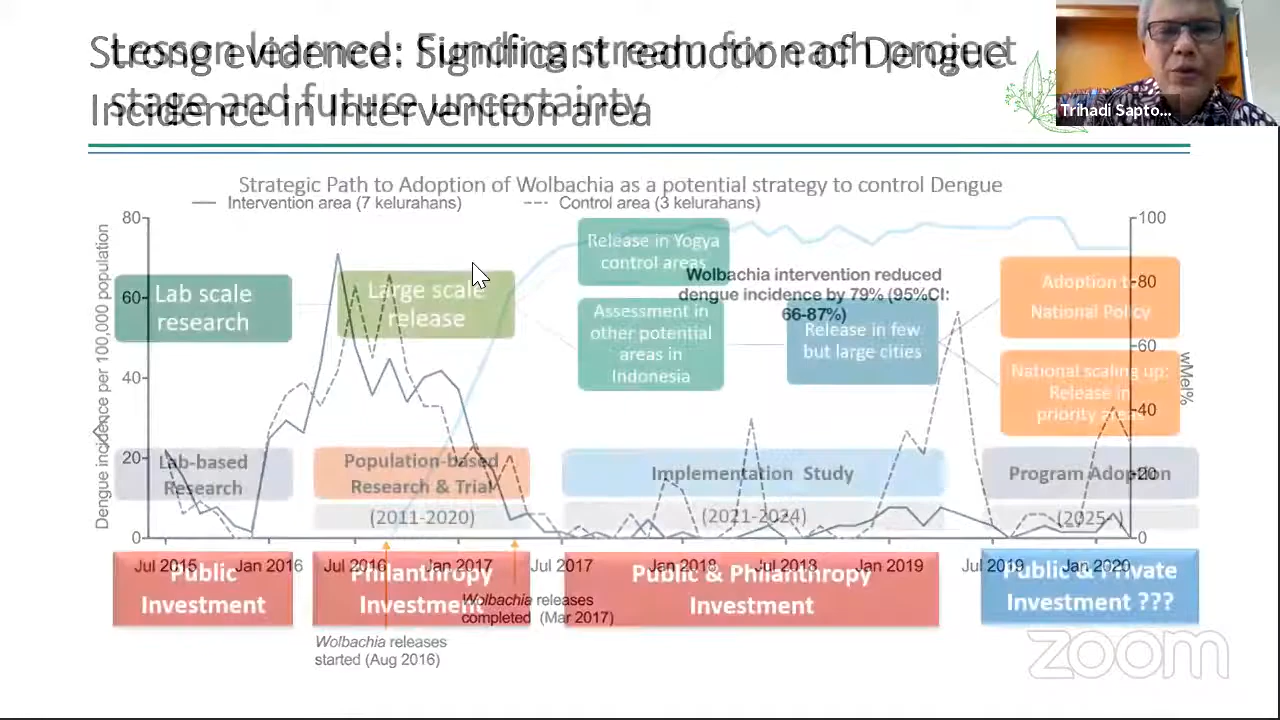 Strong evidence: Significant reduction of Dengue
Incidence in Intervention area
Lesson learned: Funding stream for each project
stage and future uncertainty
Trihadi Sapto...
Strategic Path to Adoption of Wolbachia as a potential strategy to control Dengue
Intervention area (7 kelurahans)
Control area (3 kelurahans)
Dengue incidence per 100,000 population
80
60
40
20
0
100
80
60
40
20
0
wMel%
Wolbachia intervention reduced
dengue incidence by 79% (95%CI:
66-87%)
Lab scale
research
Large scale
release
Release in Yogya
control areas
Assessment in
other potential
areas in
Indonesia
Release in few
but large cities
Adoption to
National Policy
National scaling up:
Release in
priority areas
Lab-based
Research
Population-based
Research & Trial
(2011-2020)
Implementation Study
(2021-2024)
Program Adoption
(2025-
Jul 2015
Jan 2016
Jul 2016
Jan 2017
Jul 2017
Jan 2018
Jul 2018
Jan 2019
Jul 2019
Jan 2020
Public
Investment
Philanthropy
Investment
Public & Philanthropy
Investment
Public & Private
Investment ???
Wolbachia releases
completed (Mar 2017)
Wolbachia releases
started (Aug 2016)
zoom